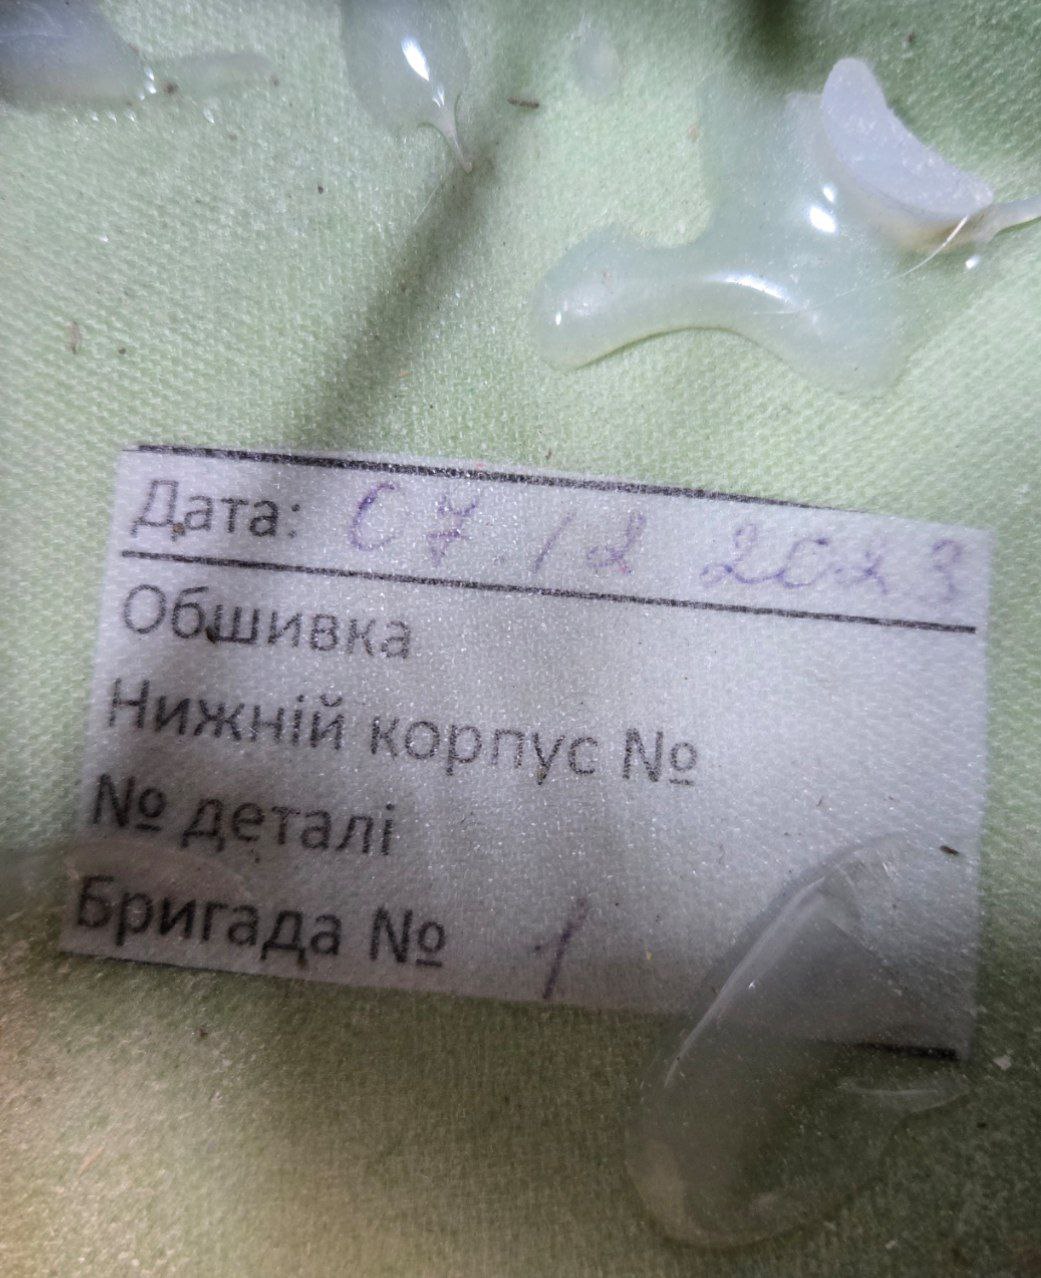 Дата: 07.12 2023
Обшивка
Нижній корпус №
№ деталі
Бригада № 1